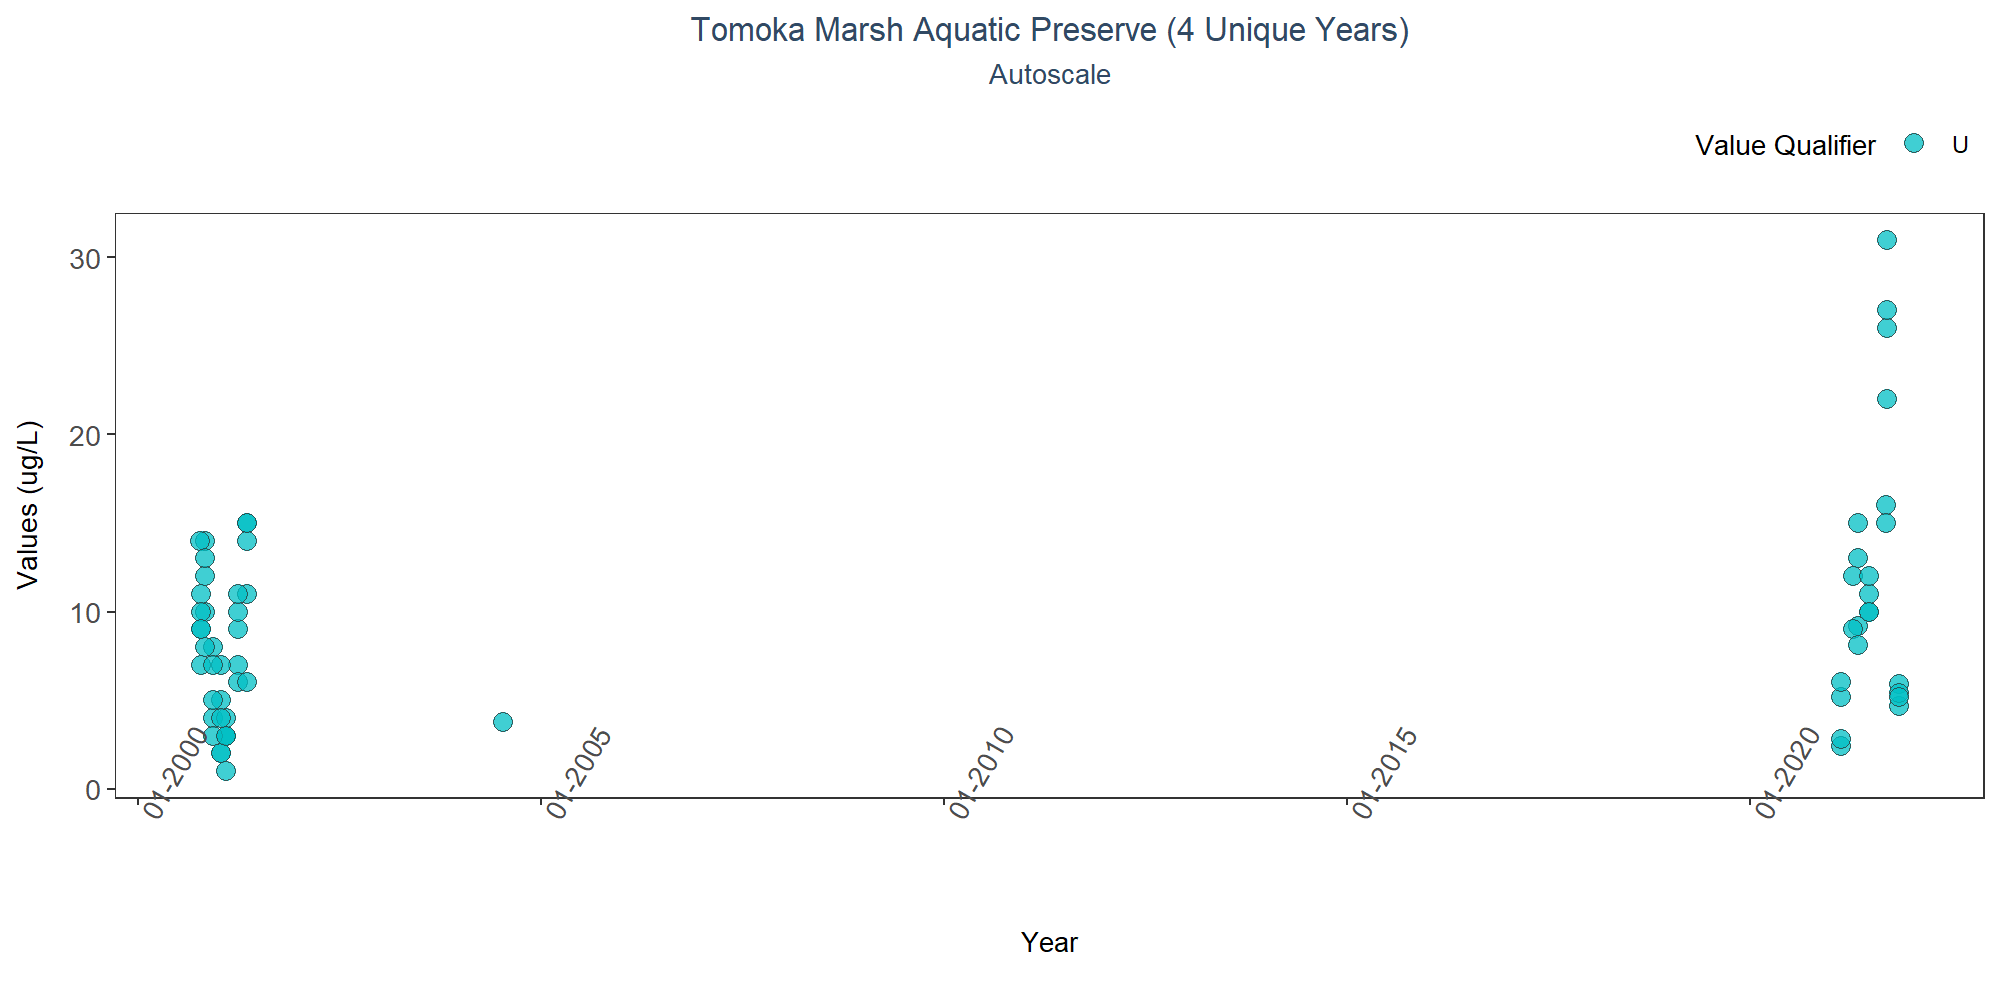 Tomoka Marsh Aquatic Preserve (4 Unique Years)
Autoscale
Value Qualifier U
30
20
10
0
Values (ug/L)
01-2000
01-2005
01-2010
01-2015
01-2020
Year